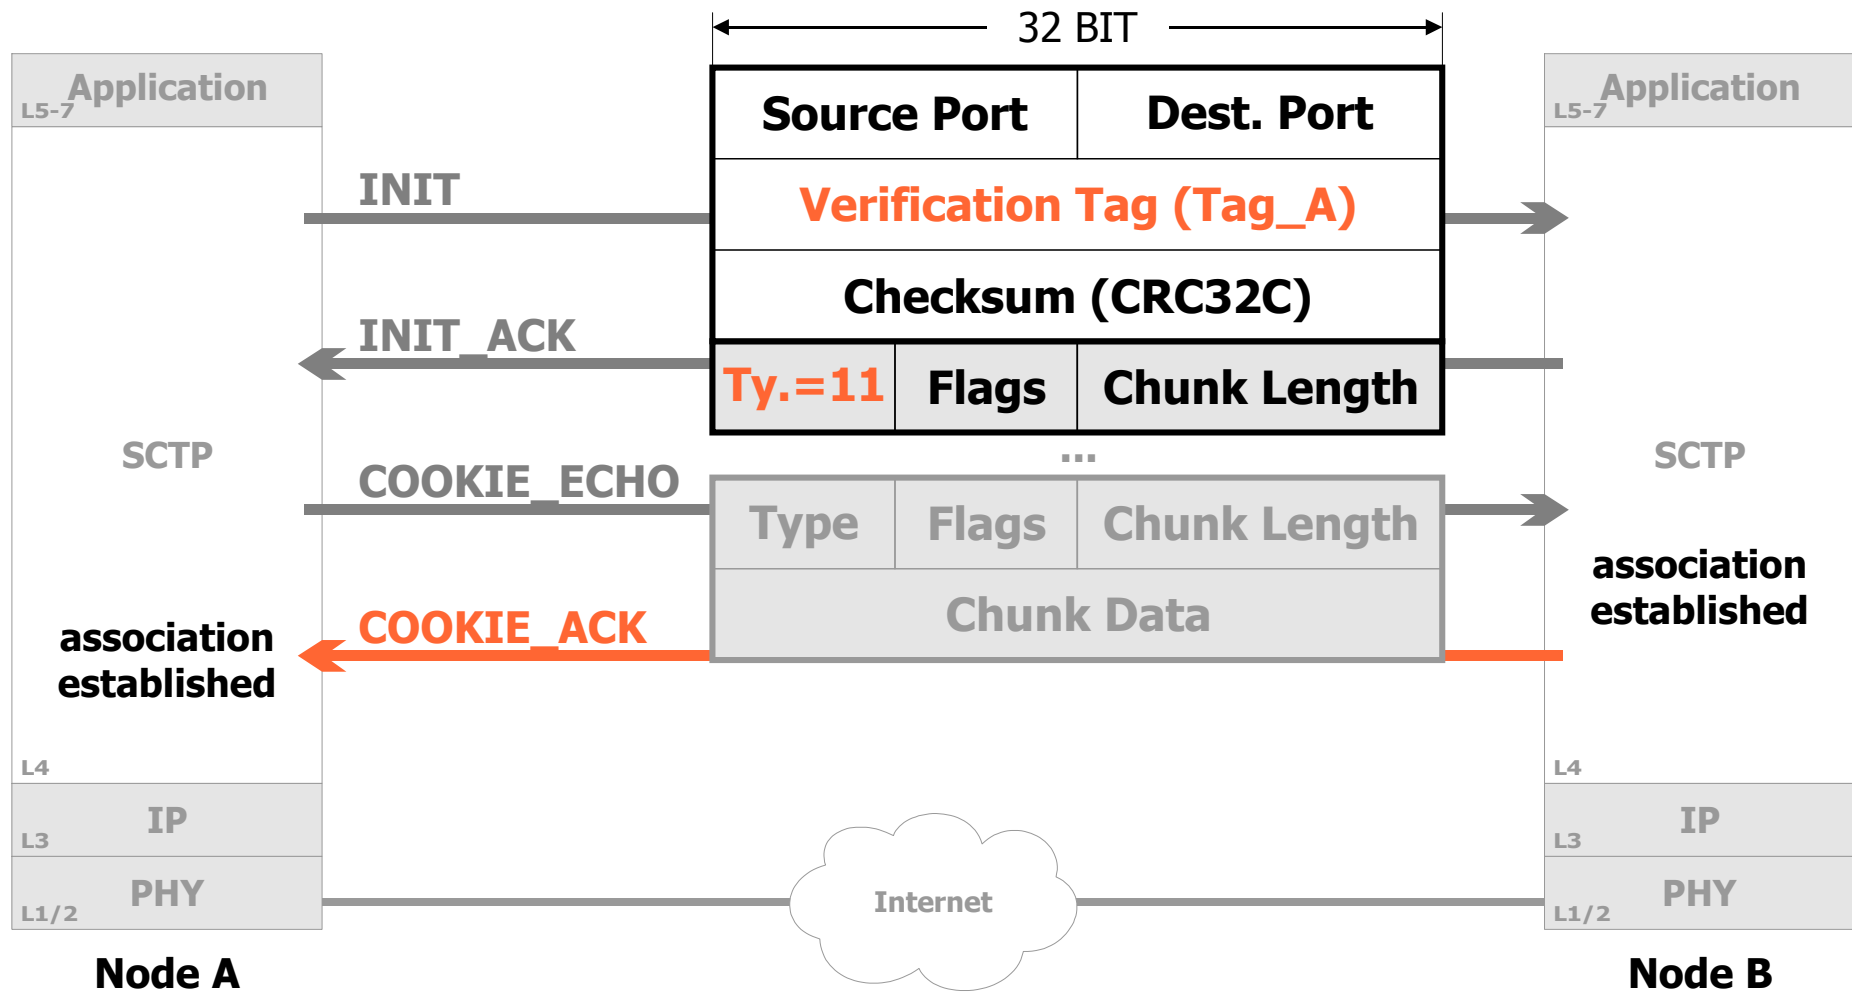 32 BIT
Application
L5-7
Source Port
Dest. Port
Application
L5-7
INIT
Verification Tag (Tag_A)
Checksum (CRC32C)
INIT_ACK
Ty.=11
Flags
Chunk Length
SCTP
...
SCTP
COOKIE_ECHO
Type
Flags
Chunk Length
association
established
Chunk Data
COOKIE_ACK
association
established
L4
L4
IP
L3
IP
L3
PHY
L1/2
Internet
PHY
L1/2
Node A
Node B